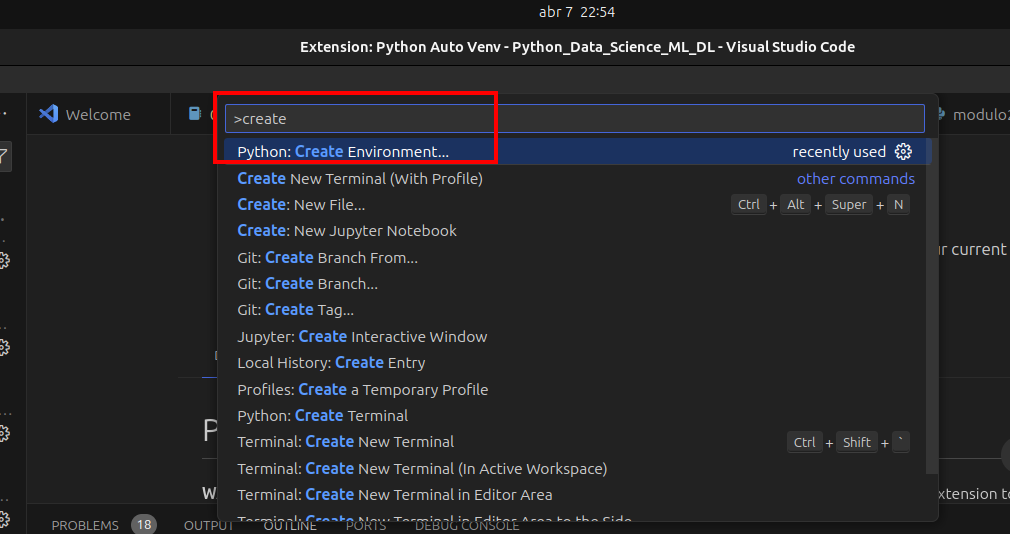 abr 7 22:54
Extension: Python Auto Venv - Python_Data_Science_ML_DL - Visual Studio Code
Welcome
modulo2
>create
Python: Create Environment... recently used
Create New Terminal (With Profile) other commands
Create: New File... Ctrl + Alt + Super + N
Create: New Jupyter Notebook
ur current
Git: Create Branch From...
Git: Create Branch...
Git: Create Tag...
Jupyter: Create Interactive Window
Local History: Create Entry
Profiles: Create a Temporary Profile
Python: Create Terminal
Terminal: Create New Terminal Ctrl + Shift + `
Terminal: Create New Terminal (In Active Workspace)
Terminal: Create New Terminal in Editor Area
extension to
Terminal: Create New Terminal in Editor Area to the Side
PROBLEMS 18 OUTPUT OUTLINE PORTS DEBUG CONSOLE